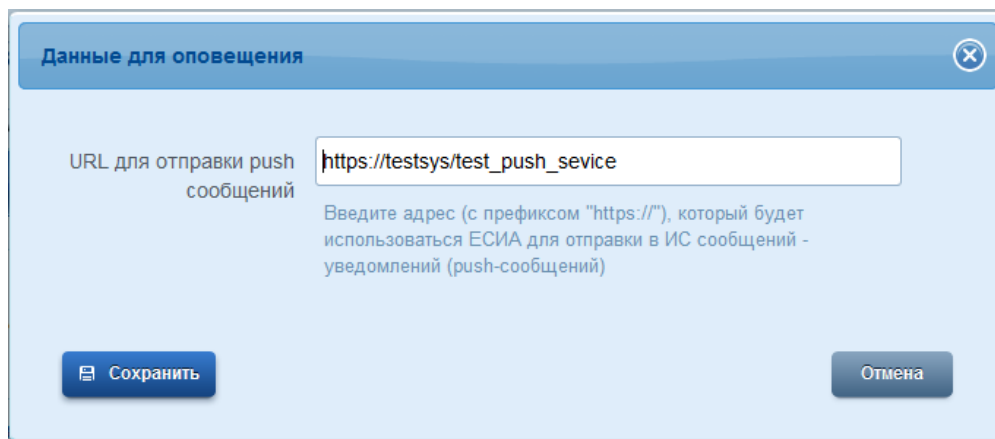 Данные для оповещения
URL для отправки push
сообщений
https://testsys/test_push_sevice
Введите адрес (с префиксом "https://"), который будет
использоваться ЕСИА для отправки в ИС сообщений -
уведомлений (push-сообщений)
Сохранить
Отмена